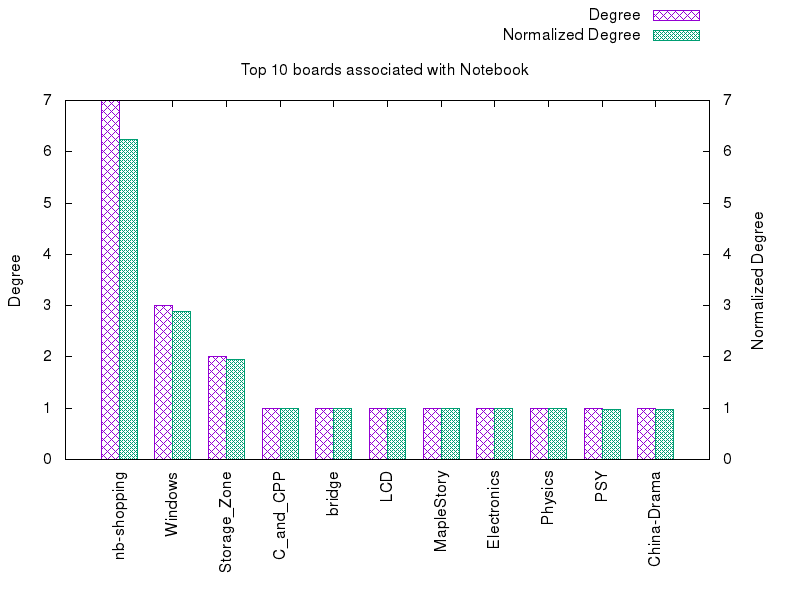 Degree
Normalized Degree
Top 10 boards associated with Notebook
7 7
6 6
5 5
4 4
3 3
2 2
1 1
0 0
Degree
Normalized Degree
nb-shopping
Windows
Storage_Zone
C_and_CPP
bridge
LCD
MapleStory
Electronics
Physics
PSY
China-Drama